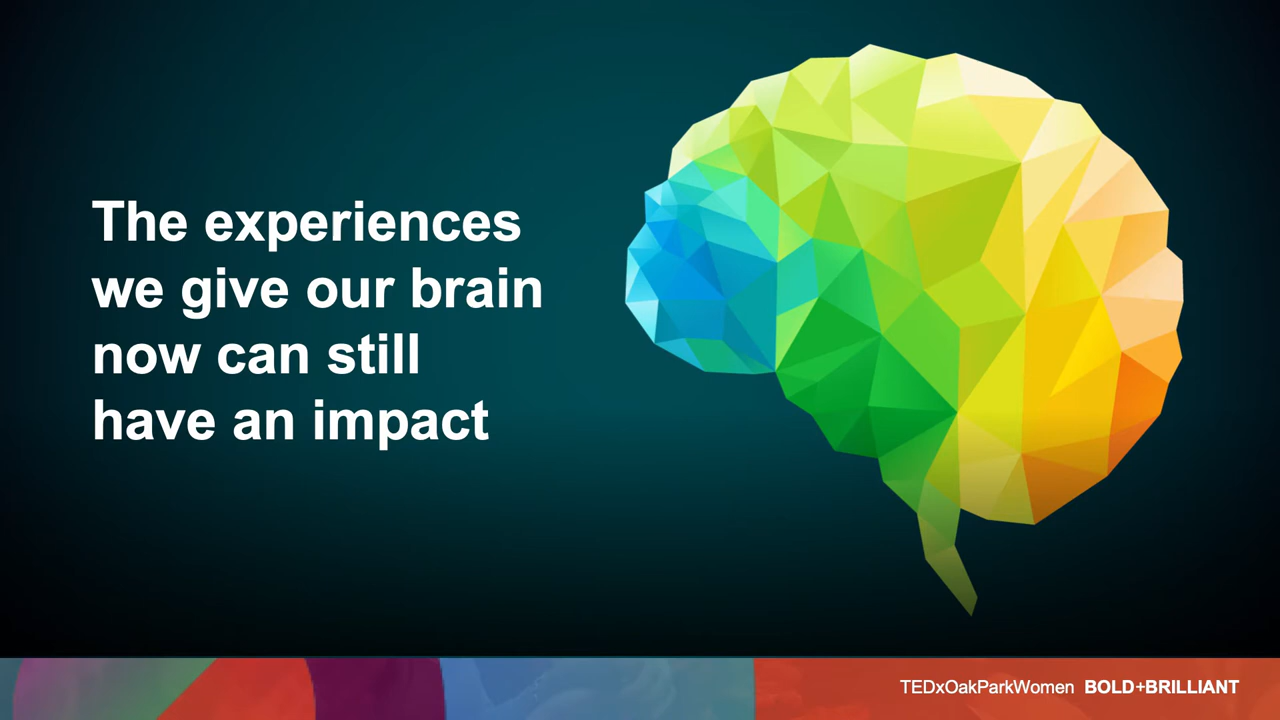 The experiences
we give our brain
now can still
have an impact
TEDxOakParkWomen BOLD+BRILLIANT